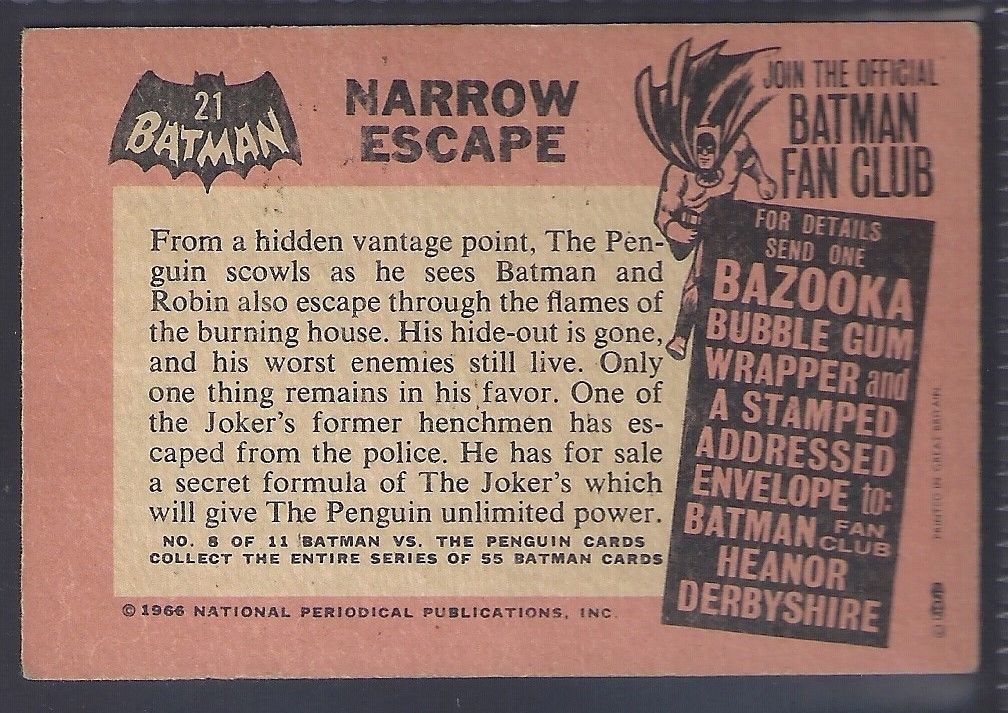 21
BATMAN
NARROW
ESCAPE
From a hidden vantage point, The Pen-
guin scowls as he sees Batman and
Robin also escape through the flames of
the burning house. His hide-out is gone,
and his worst enemies still live. Only
one thing remains in his favor. One of
the Joker's former henchmen has es-
caped from the police. He has for sale
a secret formula of The Joker's which
will give The Penguin unlimited power.
NO. 8 OF 11 BATMAN VS. THE PENGUIN CARDS
COLLECT THE ENTIRE SERIES OF 55 BATMAN CARDS
© 1966 NATIONAL PERIODICAL PUBLICATIONS, INC.
JOIN THE OFFICIAL
BATMAN
FAN CLUB
FOR DETAILS
SEND ONE
BAZOOKA
BUBBLE GUM
WRAPPER and
A STAMPED
ADDRESSED
ENVELOPE to:
BATMAN FAN CLUB
HEANOR
DERBYSHIRE
PRINTED IN GREAT BRITAIN